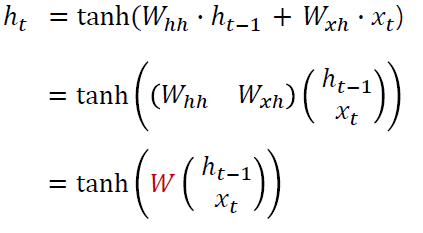 h_t = tanh(W_hh · h_{t−1} + W_xh · x_t)
= tanh((W_hh W_xh)(h_{t−1} x_t))
= tanh(W(h_{t−1} x_t))